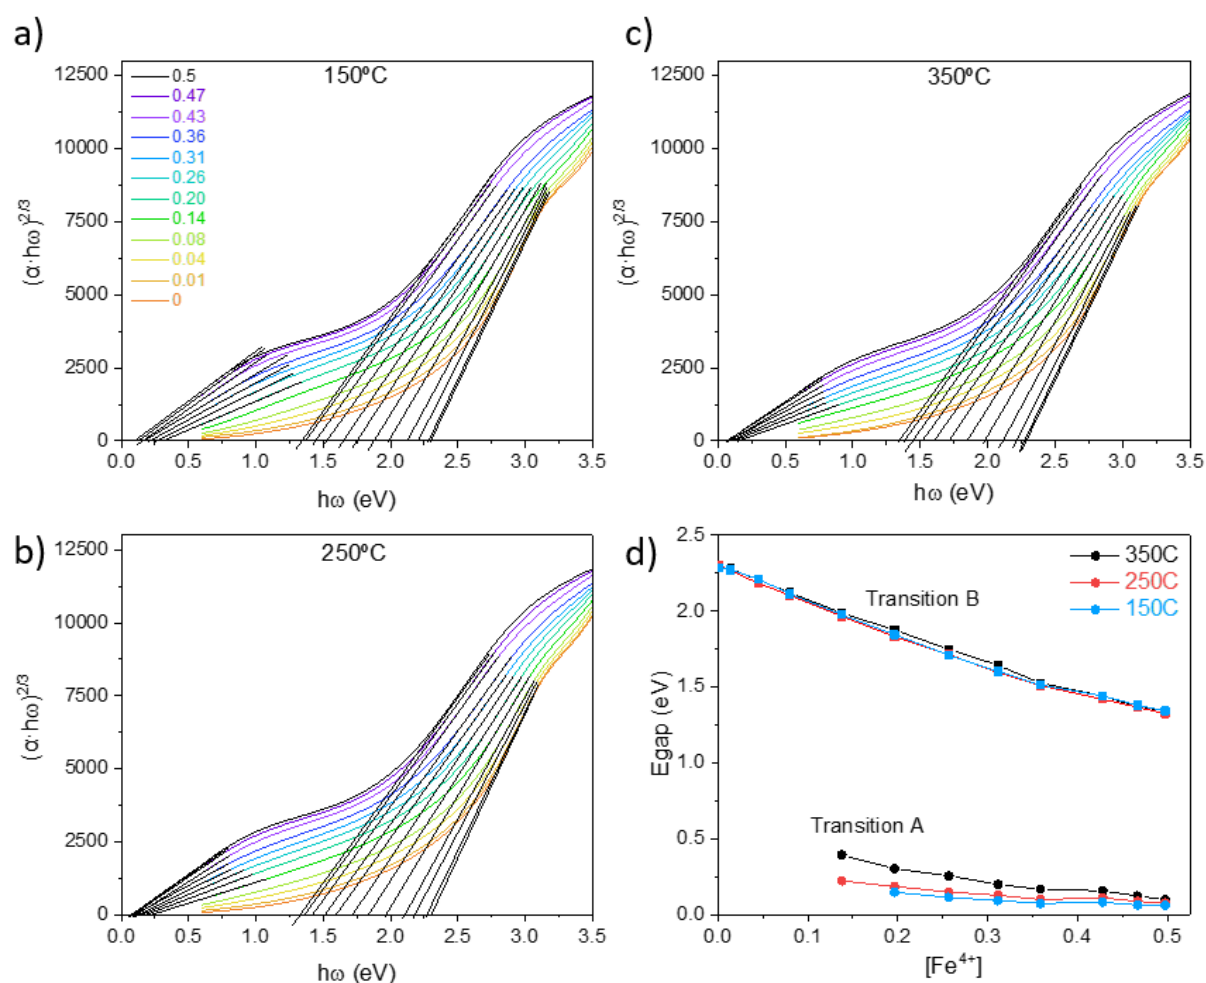 a)
150ºC
12500
10000
7500
5000
2500
0
(α·hω)^2/3
0.5
0.47
0.43
0.36
0.31
0.26
0.20
0.14
0.08
0.04
0.01
0
0.0 0.5 1.0 1.5 2.0 2.5 3.0 3.5
hω (eV)
c)
350ºC
12500
10000
7500
5000
2500
0
(α·hω)^2/3
0.0 0.5 1.0 1.5 2.0 2.5 3.0 3.5
hω (eV)
b)
250ºC
12500
10000
7500
5000
2500
0
(α·hω)^2/3
0.0 0.5 1.0 1.5 2.0 2.5 3.0 3.5
hω (eV)
d)
2.5
2.0
1.5
1.0
0.5
0.0
Egap (eV)
350C
250C
150C
Transition B
Transition A
0.0 0.1 0.2 0.3 0.4 0.5
[Fe⁴⁺]